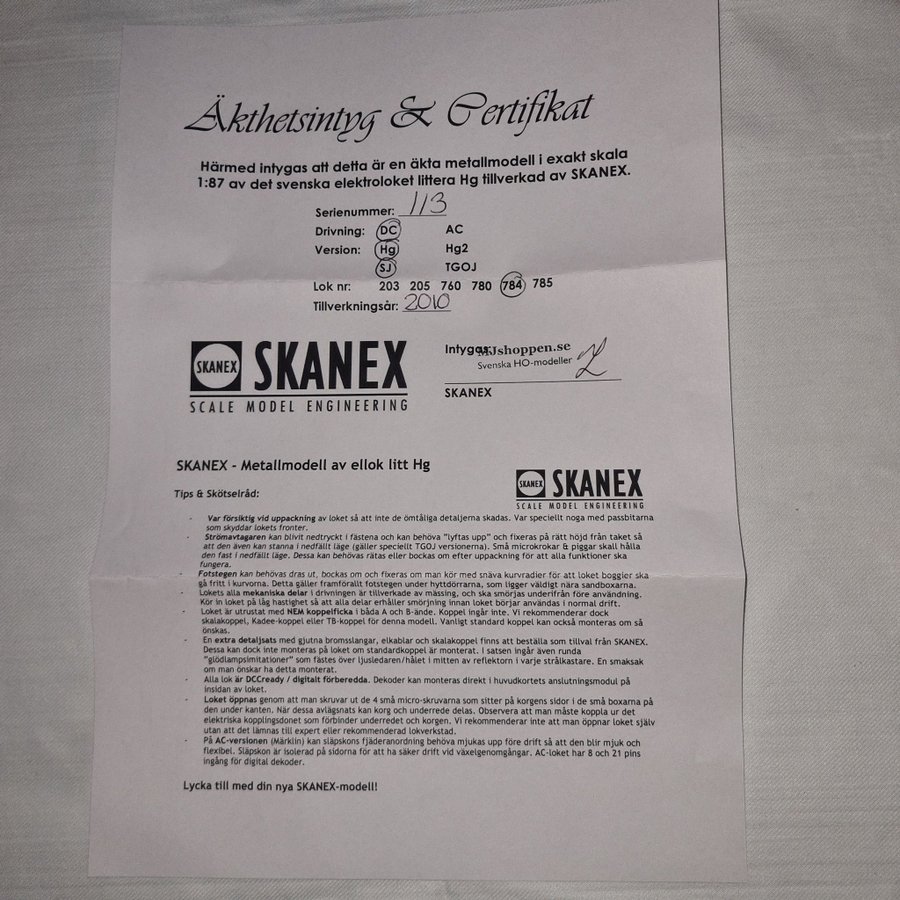 Äkthetsintyg & Certifikat
Härmed intygas att detta är en äkta metallmodell i exakt skala
1:87 av det svenska elektroloket littera Hg tillverkad av SKANEX.
Serienummer: 113
Drivning: DC AC
Version: Hg Hg2
SJ TGOJ
Lok nr: 203 205 760 780 784 785
Tillverkningsår: 2010
SKANEX SKANEX
SCALE MODEL ENGINEERING
Intygas: MJshoppen.se
Svenska HO-modeller
SKANEX
SKANEX - Metallmodell av ellok litt Hg
SKANEX SKANEX
SCALE MODEL ENGINEERING
Tips & Skötselråd:
- Var försiktig vid uppackning av loket så att inte de ömtåliga detaljerna skadas. Var speciellt noga med passbitarna
som skyddar lokets fronter.
- Strömavtagaren kan blivit nedtryckt i fästena och kan behöva "lyftas upp" och fixeras på rätt höjd från taket så
att den även kan stanna i nedfällt läge (gäller speciellt TGOJ versionerna). Små microkrokar & piggar skall hålla
den fast i nedfällt läge. Dessa kan behövas rätas eller bockas om efter uppackning för att alla funktioner ska
fungera.
- Fotstegen kan behövas dras ut, bockas om och fixeras om man kör med snäva kurvradier för att loket boggier ska
gå fritt i kurvorna. Detta gäller framförallt fotstegen under hyttdörrarna, som ligger väldigt nära sandboxarna.
- Lokets alla mekaniska delar i drivningen är tillverkade av mässing, och ska smörjas underifrån före användning.
Kör in loket på låg hastighet så att alla delar erhåller smörjning innan loket börjar användas i normal drift.
- Loket är utrustat med NEM koppelficka i båda A och B-ände. Koppel ingår inte. Vi rekommenderar dock
skalakoppel, Kadee-koppel eller TB-koppel för denna modell. Vanligt standard koppel kan också monteras om så
önskas.
- En extra detaljsats med gjutna bromsslangar, elkablar och skalakoppel finns att beställa som tillval från SKANEX.
Dessa kan dock inte monteras på loket om standardkoppel är monterat. I satsen ingår även runda
"glödlampsimitationer" som fästes över ljusledaren/hålet i mitten av reflektorn i varje strålkastare. En smaksak
om man önskar ha detta monterat.
- Alla lok är DCCready / digitalt förberedda. Dekoder kan monteras direkt i huvudkortets anslutningsmodul på
insidan av loket.
- Loket öppnas genom att man skruvar ut de 4 små micro-skruvarna som sitter på korgens sidor i de små boxarna på
den under kanten. När dessa avlägsnats kan korg och underrede delas. Observera att man måste koppla ur det
elektriska kopplingsdonet som förbinder underredet och korgen. Vi rekommenderar inte att man öppnar loket själv
utan att det lämnas till expert eller rekommenderad lokverkstad.
- På AC-versionen (Märklin) kan släpskons fjäderanordning behöva mjukas upp före drift så att den blir mjuk och
flexibel. Släpskon är isolerad på sidorna för att ha säker drift vid växelgenomgångar. AC-loket har 8 och 21 pins
ingång för digital dekoder.
Lycka till med din nya SKANEX-modell!